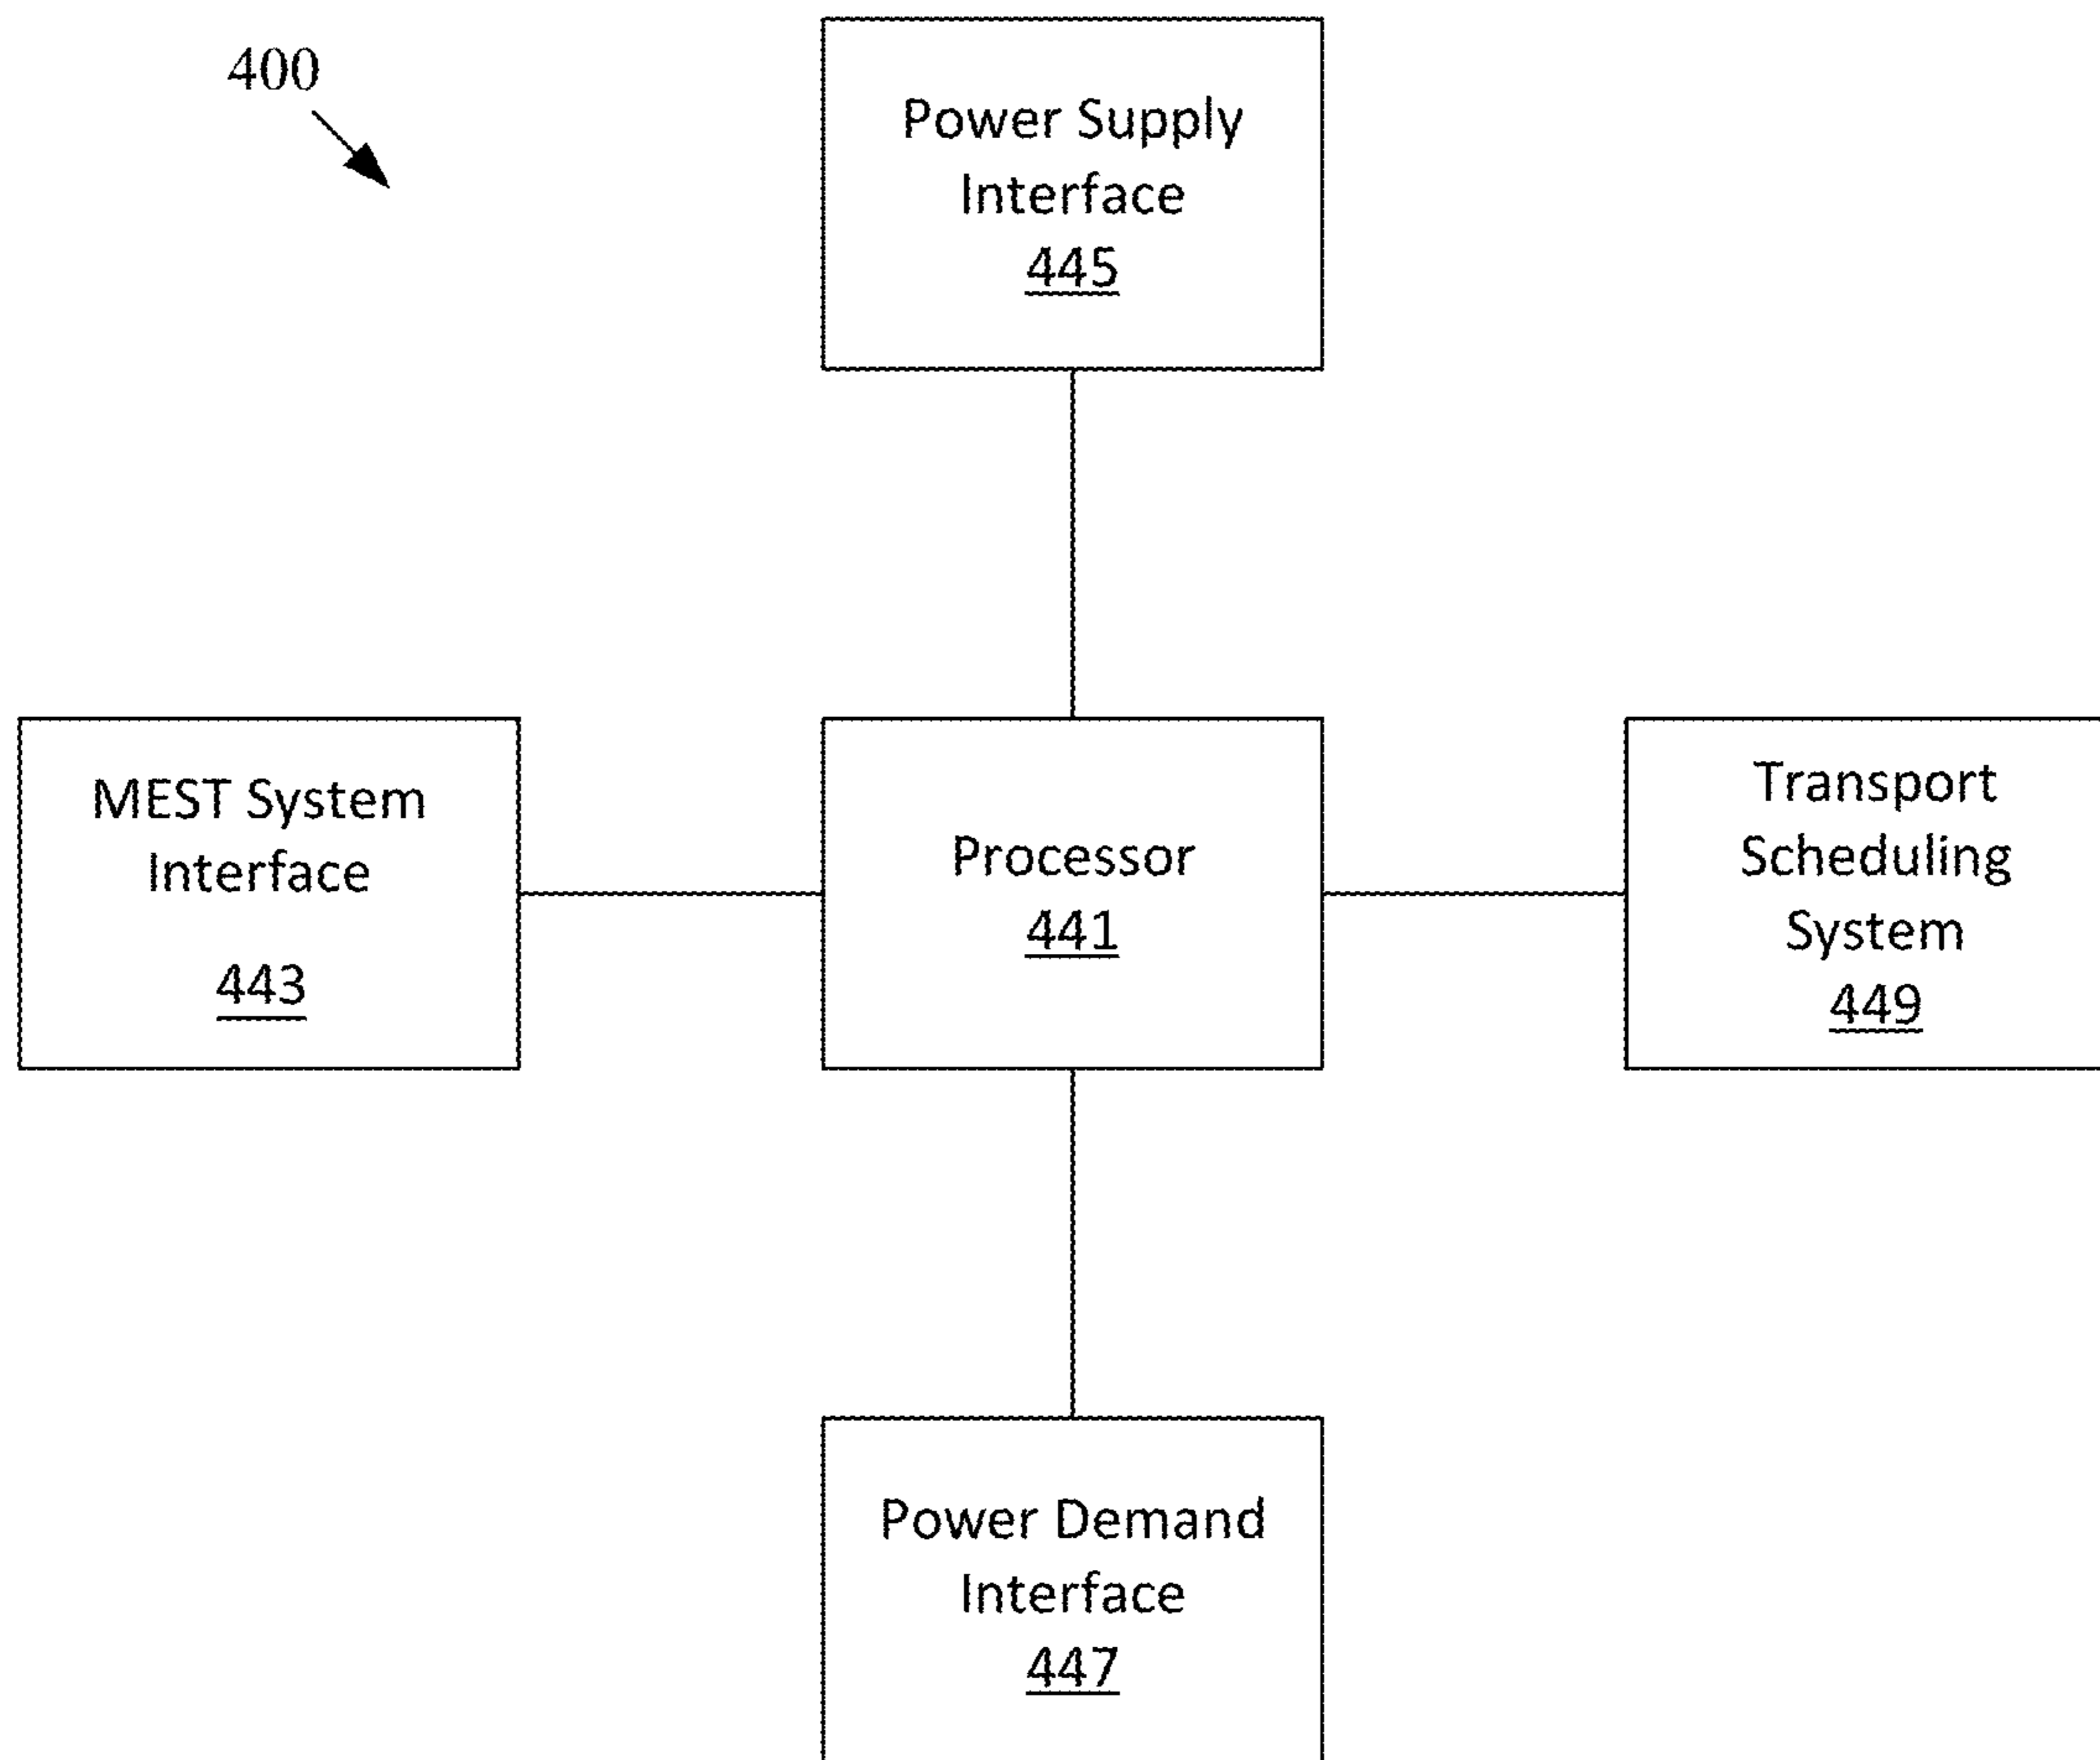 400
Power Supply
Interface
445
MEST System
Interface
443
Processor
441
Transport
Scheduling
System
449
Power Demand
Interface
447